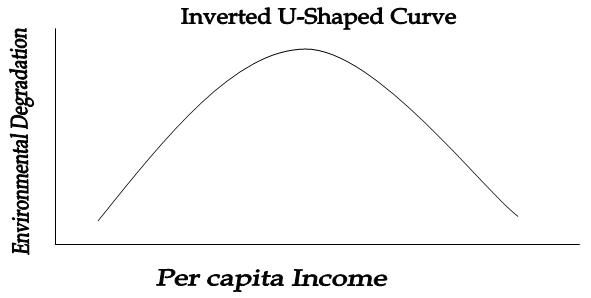 Inverted U-Shaped Curve
Environmental Degradation
Per capita Income